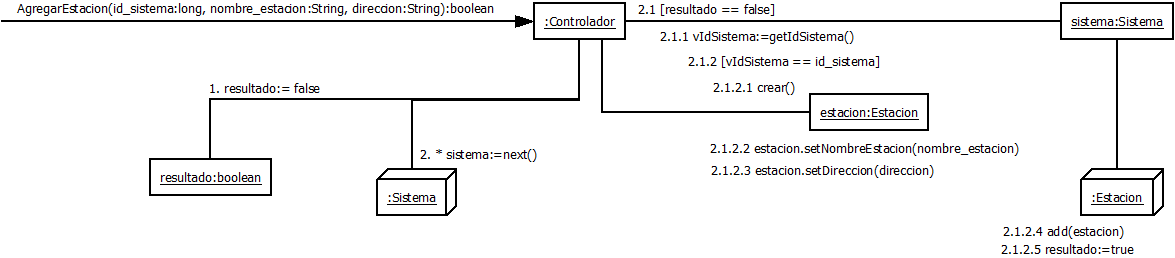 AgregarEstacion(id_sistema:long, nombre_estacion:String, direccion:String):boolean
:Controlador
2.1 [resultado == false]
sistema:Sistema
2.1.1 vIdSistema:=getIdSistema()
2.1.2 [vIdSistema == id_sistema]
1. resultado:= false
2.1.2.1 crear()
estacion:Estacion
2. * sistema:=next()
2.1.2.2 estacion.setNombreEstacion(nombre_estacion)
2.1.2.3 estacion.setDireccion(direccion)
resultado:boolean
:Sistema
:Estacion
2.1.2.4 add(estacion)
2.1.2.5 resultado:=true